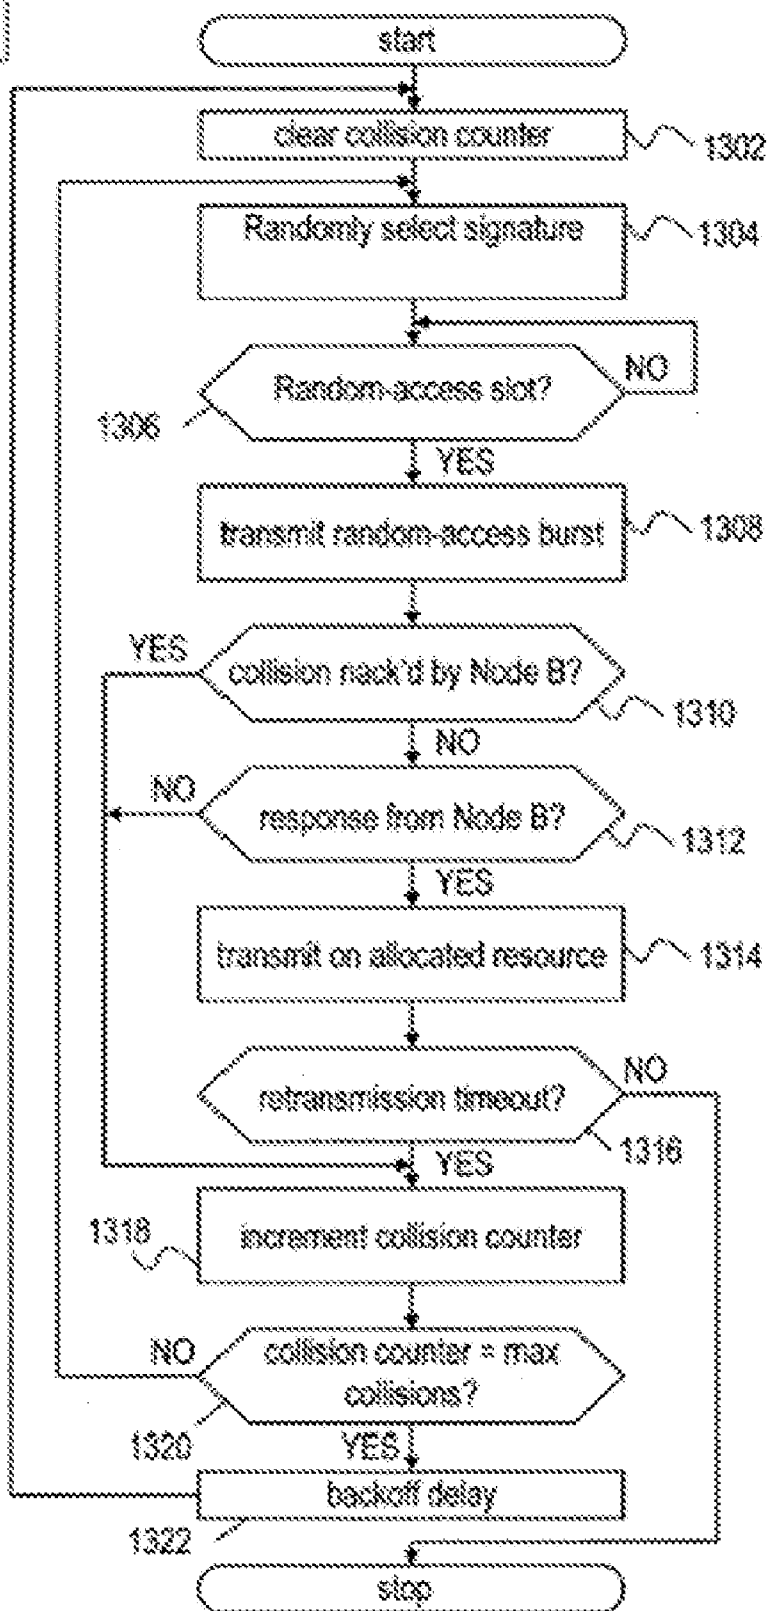 start
clear collision counter
1302
Randomly select signature
1304
Random-access slot?
NO
1306
YES
transmit random-access burst
1308
YES
collision nack'd by Node B?
1310
NO
NO
response from Node B?
1312
YES
transmit on allocated resource
1314
NO
retransmission timeout?
1316
YES
1318
increment collision counter
NO
collision counter = max
collisions?
1320
YES
backoff delay
1322
stop